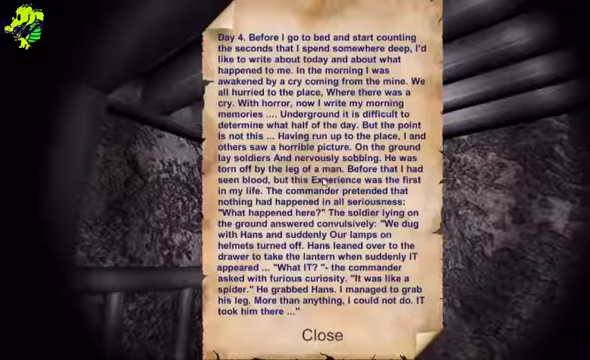 Day 4. Before I go to bed and start counting
the seconds that I spend somewhere deep, I'd
like to write about today and about what
happened to me. In the morning I was
awakened by a cry coming from the mine. We
all hurried to the place, Where there was a
cry. With horror, now I write my morning
memories .... Underground it is difficult to
determine what half of the day. But the point
is not this ... Having run up to the place, I and
others saw a horrible picture. On the ground
lay soldiers And nervously sobbing. He was
torn off by the leg of a man. Before that I had
seen blood, but this Experience was the first
in my life. The commander pretended that
nothing had happened in all seriousness:
"What happened here?" The soldier lying on
the ground answered convulsively: "We dug
with Hans and suddenly Our lamps on
helmets turned off. Hans leaned over to the
drawer to take the lantern when suddenly IT
appeared ... "What IT? "- the commander
asked with furious curiosity. "It was like a
spider." He grabbed Hans. I managed to grab
his leg. More than anything, i could not do. IT
took him there ..."
Close